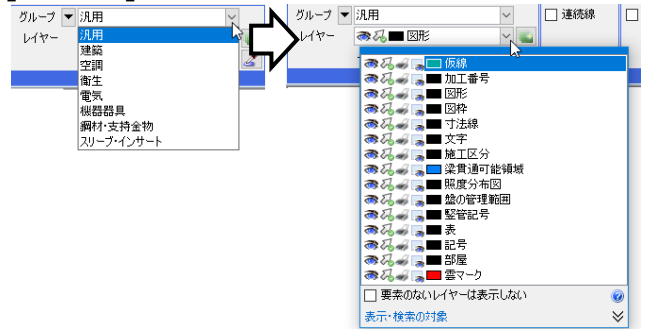 グループ ▼ 汎用
レイヤー
汎用
建築
空調
衛生
電気
機器器具
鋼材・支持金物
スリーブ・インサート
グループ ▼ 汎用
連続線
レイヤー 図形
仮線
加工番号
図形
図枠
寸法線
文字
施工区分
梁貫通可能領域
照度分布図
盤の管理範囲
竪管記号
表
記号
部屋
雲マーク
要素のないレイヤーは表示しない
表示・検索の対象